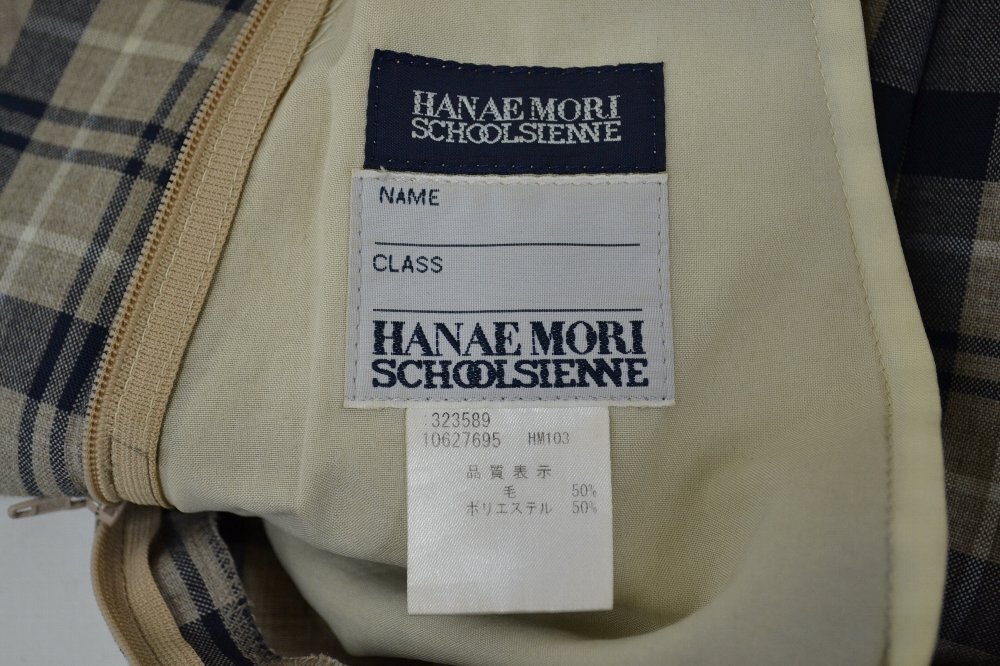 HANAE MORI
SCHOOLSIENNE
NAME
CLASS
HANAE MORI
SCHOOLSIENNE
323589
10627695 HM103
品質表示
毛 50%
ポリエステル 50%